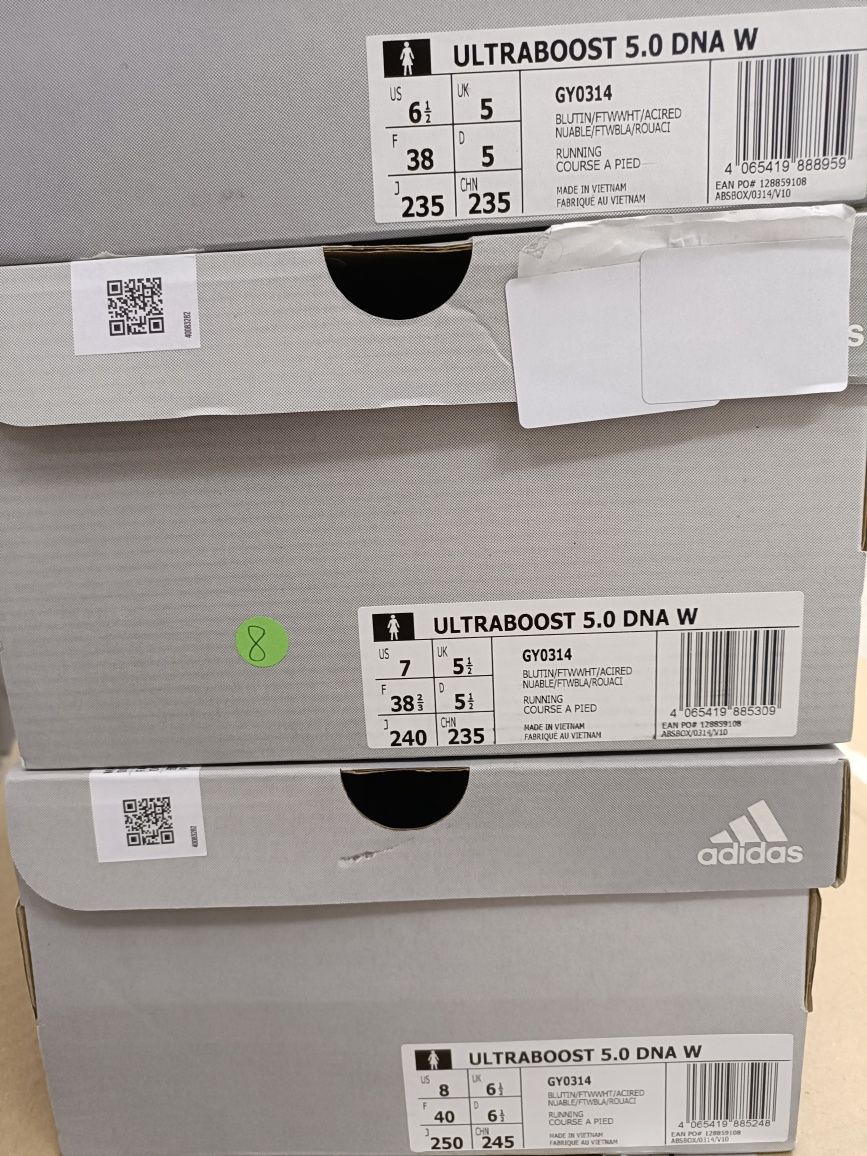 ULTRABOOST 5.0 DNA W
US 6½ UK 5
F 38 D 5
J 235 CHN 235
GY0314
BLUTIN/FTWWHT/ACIRED
NUABLE/FTWBLA/ROUACI
RUNNING
COURSE A PIED
MADE IN VIETNAM
FABRIQUÉ AU VIETNAM
4 065419 888959
EAN PO# 128859108
ABSBOX/0314/V10
40083282
S
8
ULTRABOOST 5.0 DNA W
US 7 UK 5½
F 38⅔ D 5½
J 240 CHN 235
GY0314
BLUTIN/FTWWHT/ACIRED
NUABLE/FTWBLA/ROUACI
RUNNING
COURSE A PIED
MADE IN VIETNAM
FABRIQUÉ AU VIETNAM
4 065419 885309
EAN PO# 128859108
ABSBOX/0314/V10
40083282
adidas
ULTRABOOST 5.0 DNA W
US 8 UK 6½
F 40 D 6½
J 250 CHN 245
GY0314
BLUTIN/FTWWHT/ACIRED
NUABLE/FTWBLA/ROUACI
RUNNING
COURSE A PIED
MADE IN VIETNAM
FABRIQUÉ AU VIETNAM
4 065419 885248
EAN PO# 128859108
ABSBOX/0314/V10